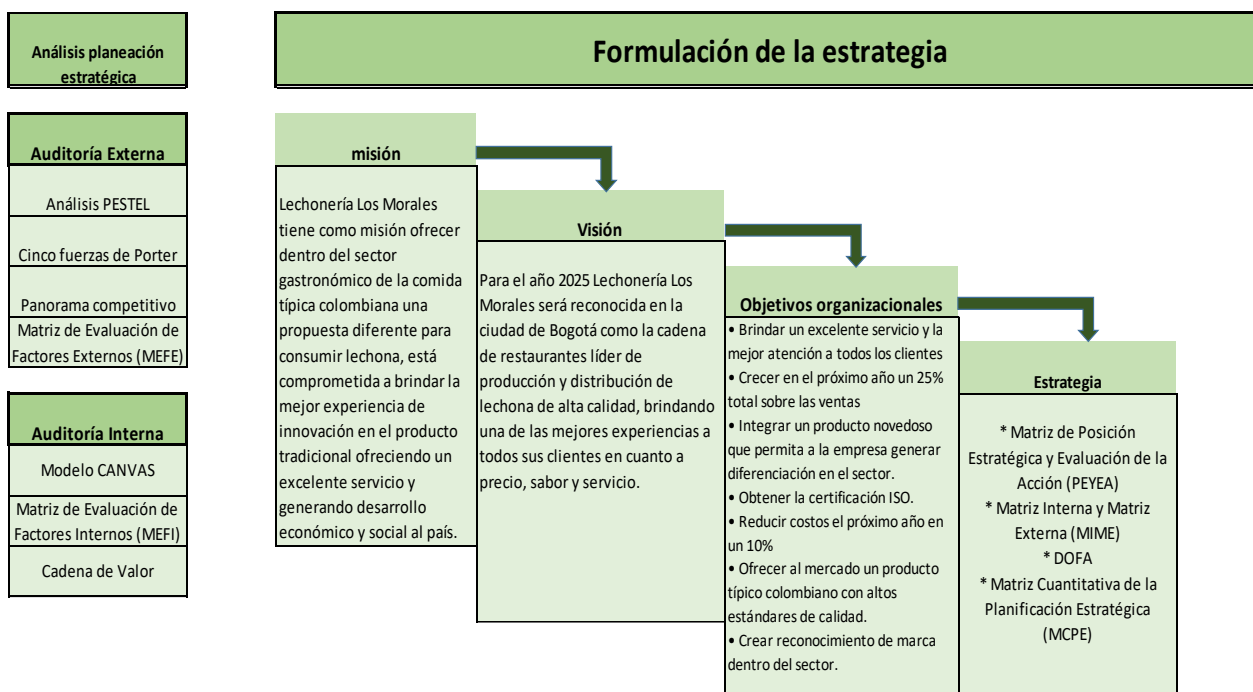 Análisis planeación
estratégica
Formulación de la estrategia
Auditoría Externa
Análisis PESTEL
Cinco fuerzas de Porter
Panorama competitivo
Matriz de Evaluación de
Factores Externos (MEFE)
Auditoría Interna
Modelo CANVAS
Matriz de Evaluación de
Factores Internos (MEFI)
Cadena de Valor
misión
Lechonería Los Morales
tiene como misión ofrecer
dentro del sector
gastronómico de la comida
típica colombiana una
propuesta diferente para
consumir lechona, está
comprometida a brindar la
mejor experiencia de
innovación en el producto
tradicional ofreciendo un
excelente servicio y
generando desarrollo
económico y social al país.
Visión
Para el año 2025 Lechonería Los
Morales será reconocida en la
ciudad de Bogotá como la cadena
de restaurantes líder de
producción y distribución de
lechona de alta calidad, brindando
una de las mejores experiencias a
todos sus clientes en cuanto a
precio, sabor y servicio.
Objetivos organizacionales
• Brindar un excelente servicio y la
mejor atención a todos los clientes
• Crecer en el próximo año un 25%
total sobre las ventas
• Integrar un producto novedoso
que permita a la empresa generar
diferenciación en el sector.
• Obtener la certificación ISO.
• Reducir costos el próximo año en
un 10%
• Ofrecer al mercado un producto
típico colombiano con altos
estándares de calidad.
• Crear reconocimiento de marca
dentro del sector.
Estrategia
* Matriz de Posición
Estratégica y Evaluación de la
Acción (PEYEA)
* Matriz Interna y Matriz
Externa (MIME)
* DOFA
* Matriz Cuantitativa de la
Planificación Estratégica
(MCPE)